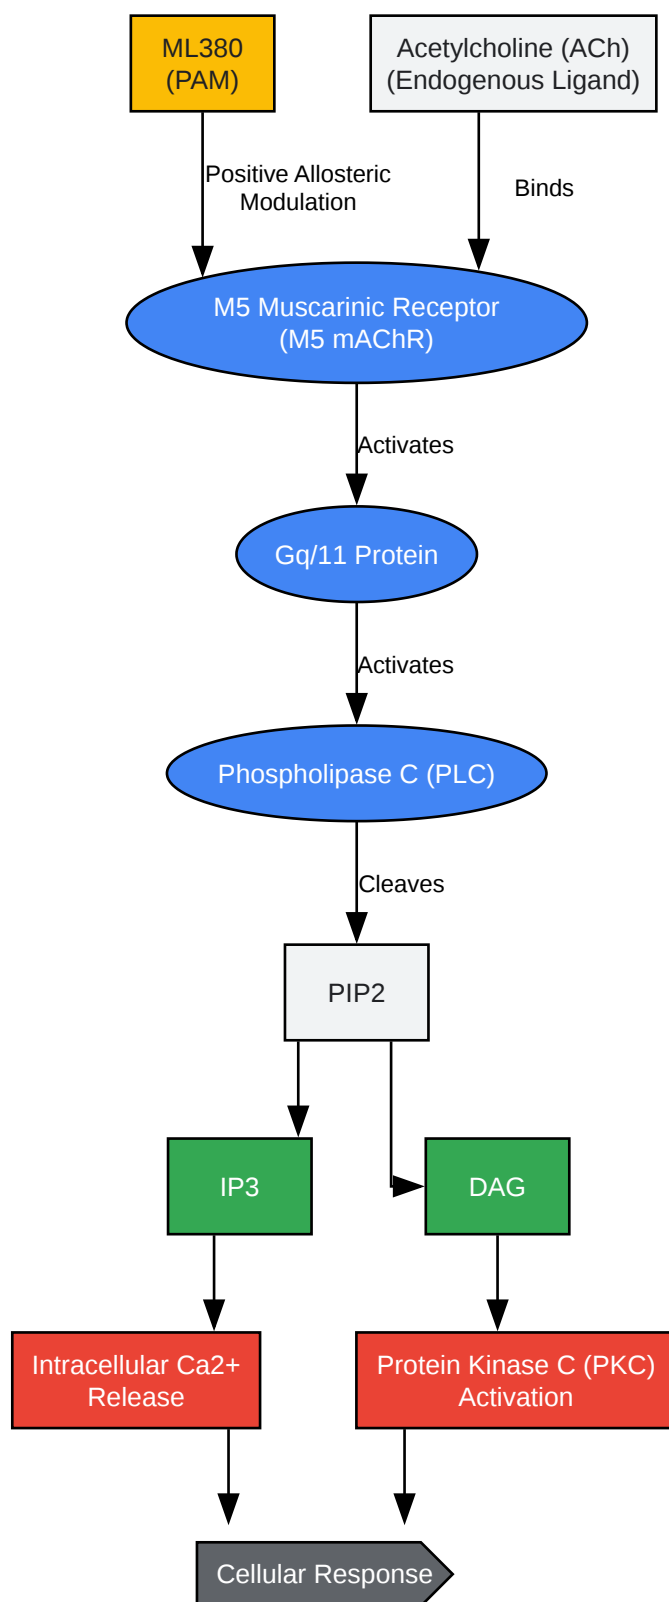 ML380
(PAM)
Acetylcholine (ACh)
(Endogenous Ligand)
Positive Allosteric
Modulation
Binds
M5 Muscarinic Receptor
(M5 mAChR)
Activates
Gq/11 Protein
Activates
Phospholipase C (PLC)
Cleaves
PIP2
IP3
DAG
Intracellular Ca2+
Release
Protein Kinase C (PKC)
Activation
Cellular Response